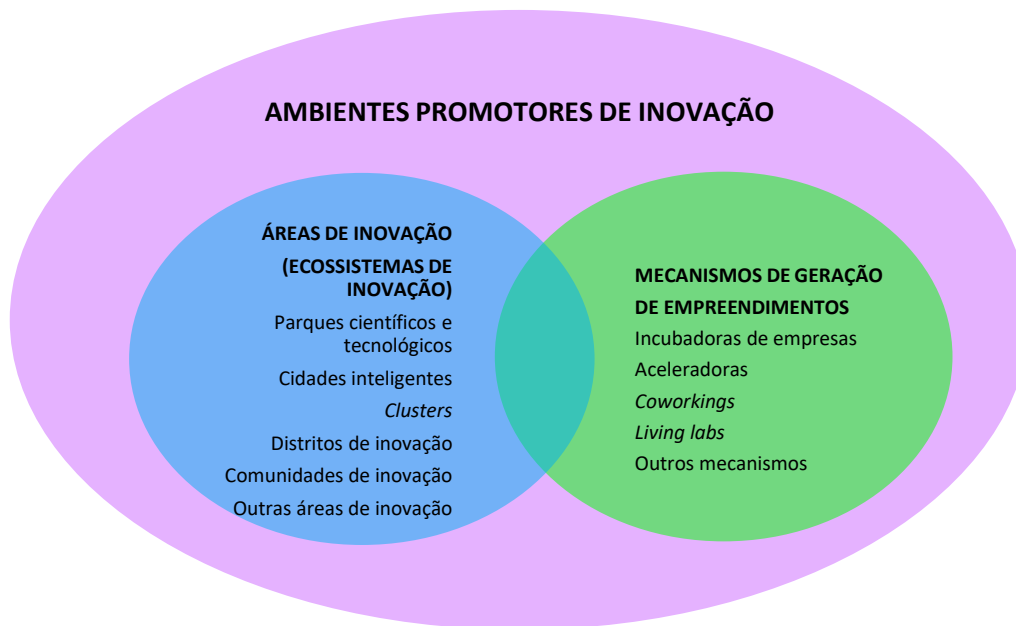 AMBIENTES PROMOTORES DE INOVAÇÃO
ÁREAS DE INOVAÇÃO
(ECOSSISTEMAS DE
INOVAÇÃO)
Parques científicos e
tecnológicos
Cidades inteligentes
Clusters
Distritos de inovação
Comunidades de inovação
Outras áreas de inovação
MECANISMOS DE GERAÇÃO
DE EMPREENDIMENTOS
Incubadoras de empresas
Aceleradoras
Coworkings
Living labs
Outros mecanismos